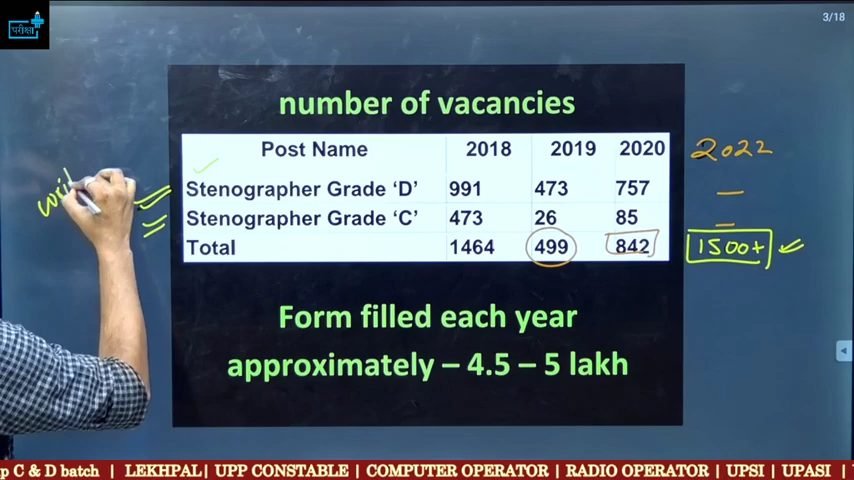 परीक्षा
3/18
number of vacancies
Post Name 2018 2019 2020 2022
Stenographer Grade ‘D’ 991 473 757 —
Stenographer Grade ‘C’ 473 26 85 —
Total 1464 499 842 1500+
Form filled each year
approximately – 4.5 – 5 lakh
p C & D batch | LEKHPAL| UPP CONSTABLE | COMPUTER OPERATOR | RADIO OPERATOR | UPSI | UPASI |